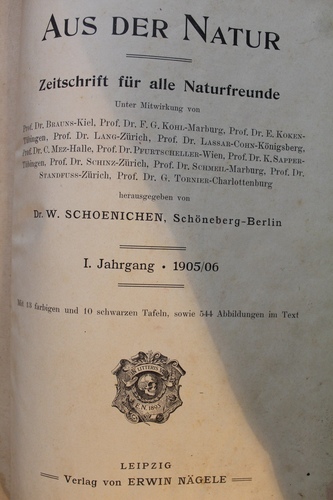 AUS DER NATUR
Zeitschrift für alle Naturfreunde
Unter Mitwirkung von
Prof. Dr. BRAUNS-Kiel, Prof. Dr. F. G. KOHL-Marburg, Prof. Dr. E. KOKEN-
Tübingen, Prof. Dr. LANG-Zürich, Prof. Dr. LASSAR-COHN-Königsberg,
Prof. Dr. C. MEZ-Halle, Prof. Dr. PFURTSCHELLER-Wien, Prof. Dr. K. SAPPER-
Tübingen, Prof. Dr. SCHINZ-Zürich, Prof. Dr. SCHMEIL-Marburg, Prof. Dr.
STANDFUSS-Zürich, Prof. Dr. G. TORNIER-Charlottenburg
herausgegeben von
Dr. W. SCHOENICHEN, Schöneberg-Berlin
I. Jahrgang · 1905/06
Mit 13 farbigen und 10 schwarzen Tafeln, sowie 544 Abbildungen im Text
LITTERIS
E.N. 1895
LEIPZIG
Verlag von ERWIN NÄGELE